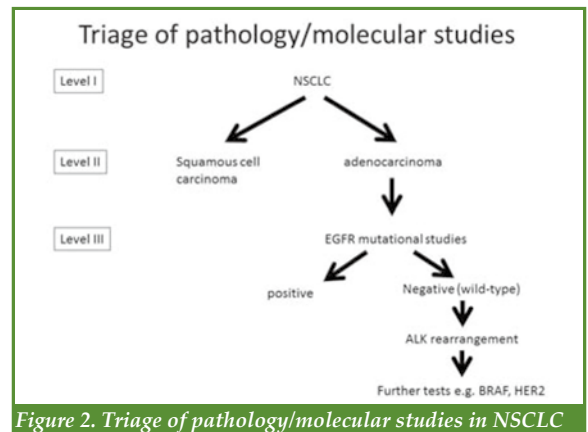 Triage of pathology/molecular studies
Level I
NSCLC
Level II
Squamous cell
carcinoma
adenocarcinoma
Level III
EGFR mutational studies
positive
Negative (wild-type)
ALK rearrangement
Further tests e.g. BRAF, HER2
Figure 2. Triage of pathology/molecular studies in NSCLC